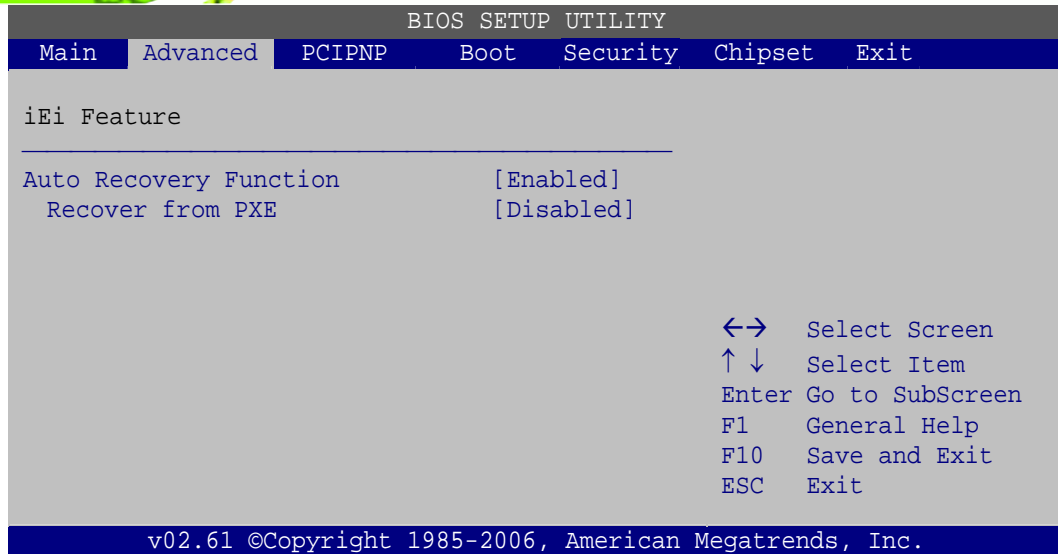 BIOS SETUP UTILITY
Main Advanced PCIPNP Boot Security Chipset Exit
iEi Feature
Auto Recovery Function [Enabled]
Recover from PXE [Disabled]
←→ Select Screen
↑ ↓ Select Item
Enter Go to SubScreen
F1 General Help
F10 Save and Exit
ESC Exit
v02.61 ©Copyright 1985-2006, American Megatrends, Inc.